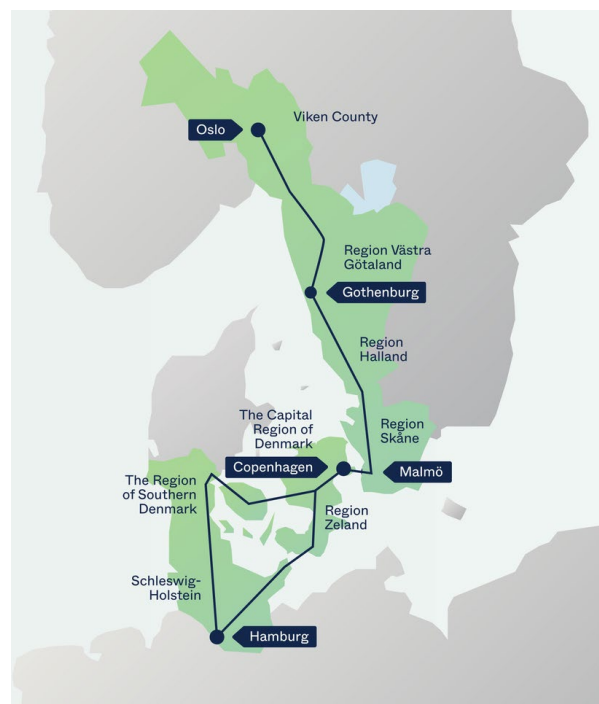 Viken County
Oslo
Region Västra
Götaland
Gothenburg
Region
Halland
The Capital
Region of
Denmark
Region
Skåne
Copenhagen
Malmö
The Region
of Southern
Denmark
Region
Zeland
Schleswig-
Holstein
Hamburg